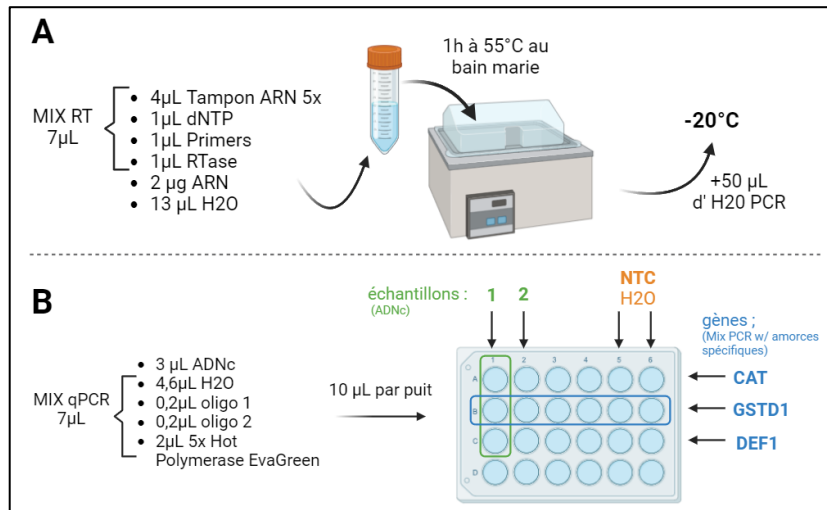 A
MIX RT
7µL
• 4µL Tampon ARN 5x
• 1µL dNTP
• 1µL Primers
• 1µL RTase
• 2 µg ARN
• 13 µL H2O
1h à 55°C au
bain marie
-20°C
+50 µL
d' H20 PCR
B
MIX qPCR
7µL
• 3 µL ADNc
• 4,6µL H2O
• 0,2µL oligo 1
• 0,2µL oligo 2
• 2µL 5x Hot
Polymerase EvaGreen
10 µL par puit
échantillons :
(ADNc)
1 2
NTC
H2O
gènes ;
(Mix PCR w/ amorces
spécifiques)
1 2 3 4 5 6
A
B
C
D
CAT
GSTD1
DEF1